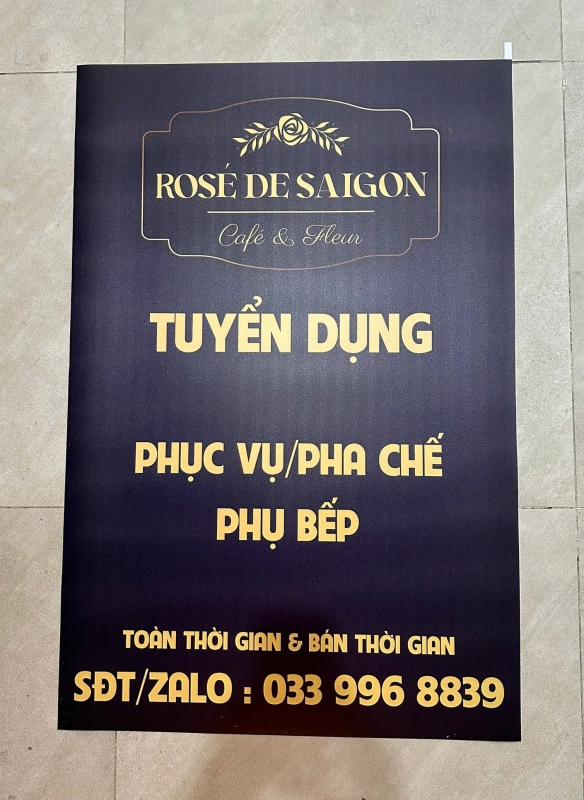 ROSÉ DE SAIGON
Café & Fleur
TUYỂN DỤNG
PHỤC VỤ/PHA CHẾ
PHỤ BẾP
TOÀN THỜI GIAN & BÁN THỜI GIAN
SĐT/ZALO : 033 996 8839